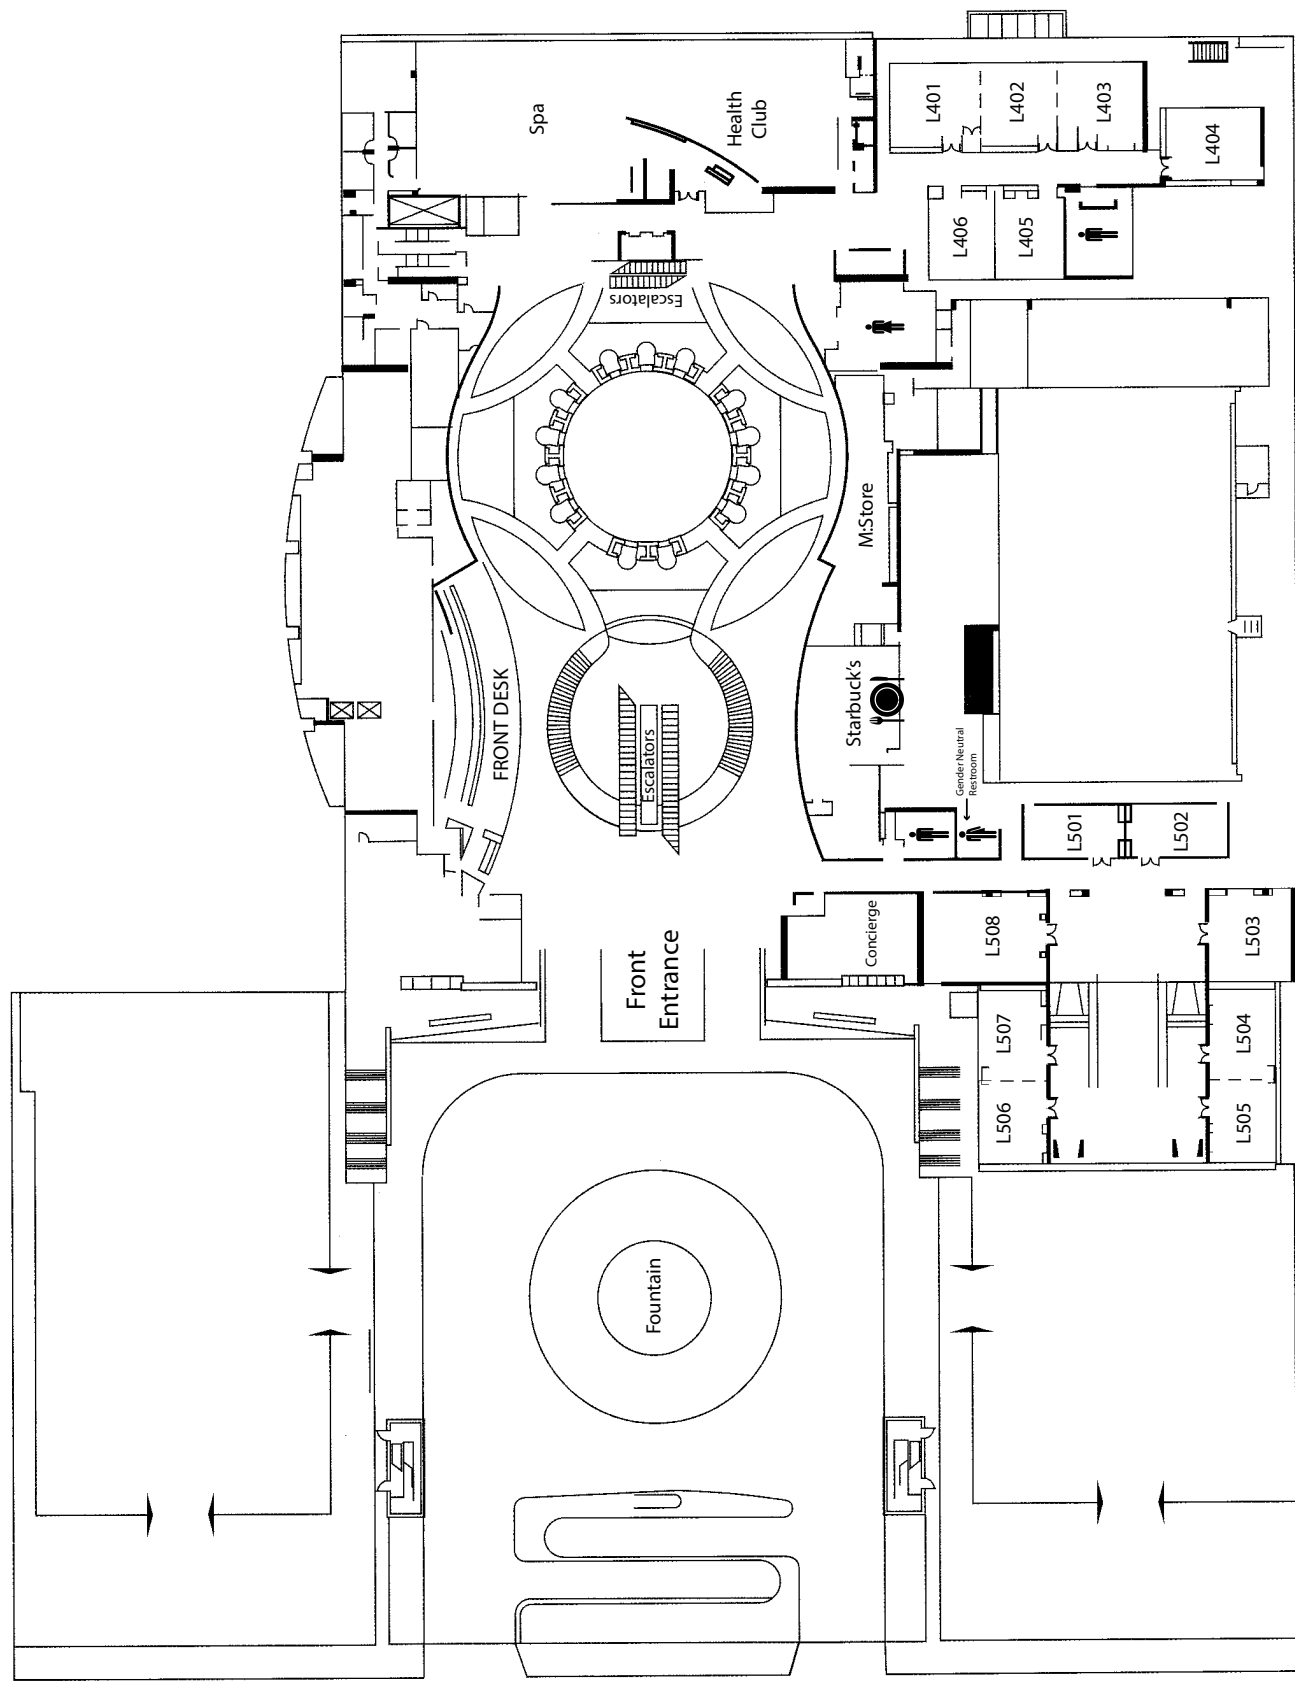 Spa
Health
Club
L401
L402
L403
L404
L406
L405
Escalators
M:Store
FRONT DESK
Escalators
Starbuck's
Gender Neutral
Restroom
L501
L502
Front
Entrance
Concierge
L508
L503
L507
L504
L506
L505
Fountain